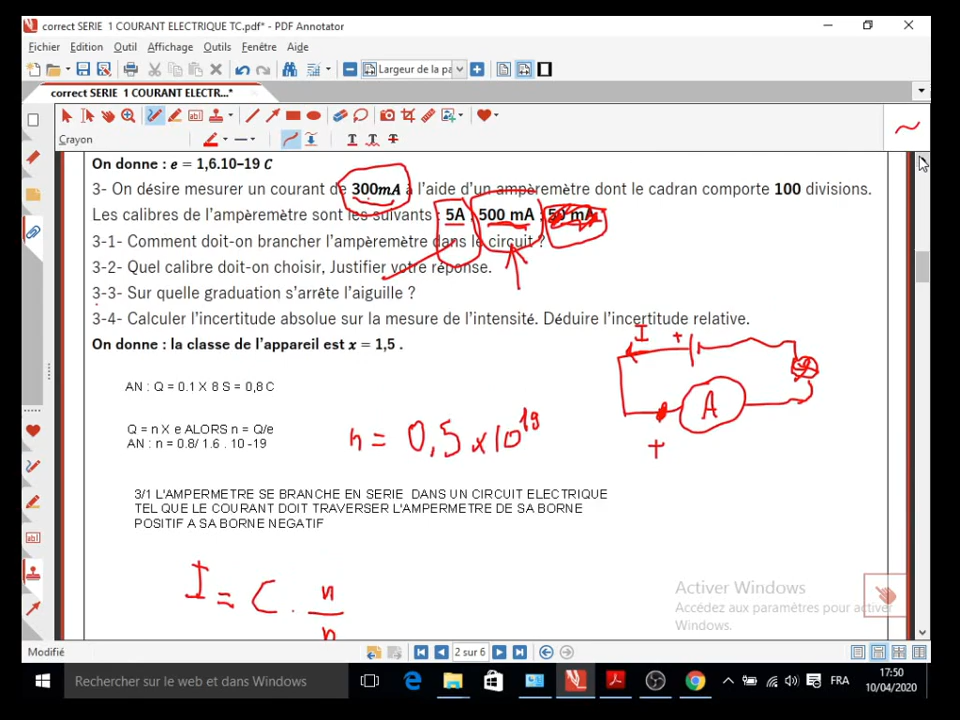 correct SERIE 1 COURANT ELECTRIQUE TC.pdf* - PDF Annotator
Fichier Edition Outil Affichage Outils Fenêtre Aide
Largeur de la pa
correct SERIE 1 COURANT ELECTR...*
Crayon
On donne : e = 1,6.10-19 C
3- On désire mesurer un courant de 300mA à l'aide d'un ampèremètre dont le cadran comporte 100 divisions.
Les calibres de l'ampèremètre sont les suivants : 5A ; 500 mA ; 50 mA
3-1- Comment doit-on brancher l'ampèremètre dans le circuit ?
3-2- Quel calibre doit-on choisir, Justifier votre réponse.
3-3- Sur quelle graduation s'arrête l'aiguille ?
3-4- Calculer l'incertitude absolue sur la mesure de l'intensité. Déduire l'incertitude relative.
On donne : la classe de l'appareil est x = 1,5 .
I +
A
+
AN : Q = 0.1 X 8 S = 0,8 C
Q = n X e ALORS n = Q/e
AN : n = 0.8/ 1.6 . 10 -19
n = 0,5 x 10^19
3/1 L'AMPERMETRE SE BRANCHE EN SERIE DANS UN CIRCUIT ELECTRIQUE
TEL QUE LE COURANT DOIT TRAVERSER L'AMPERMETRE DE SA BORNE
POSITIF A SA BORNE NEGATIF
I = C . n
n
Activer Windows
Accédez aux paramètres pour activer
Windows.
Modifié
2 sur 6
Rechercher sur le web et dans Windows
FRA
17:50
10/04/2020